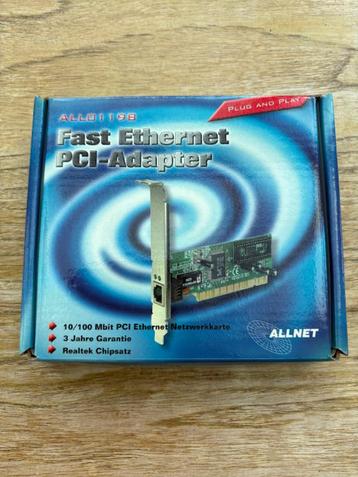 ALL0119B
PLUG AND PLAY
Fast Ethernet
PCI-Adapter
10/100 Mbit PCI Ethernet Netzwerkkarte
3 Jahre Garantie
Realtek Chipsatz
ALLNET